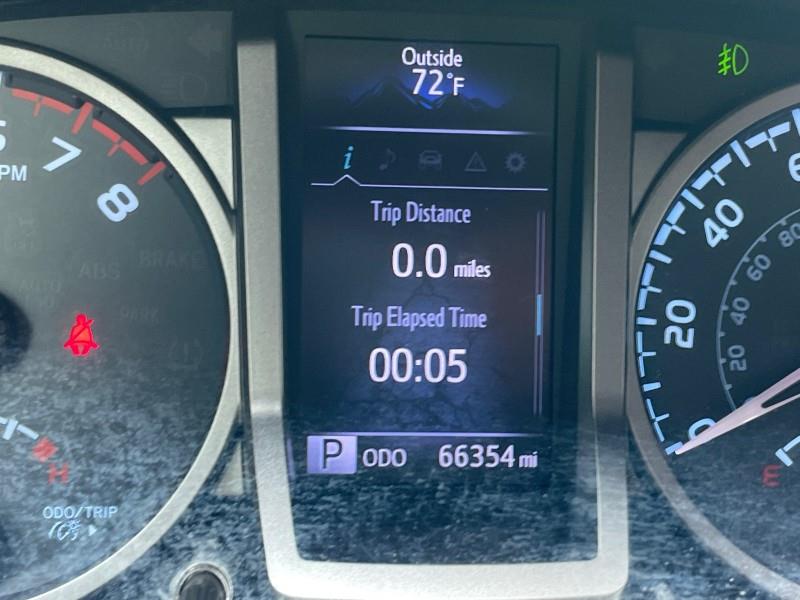 Outside
72°F
i
Trip Distance
0.0 miles
Trip Elapsed Time
00:05
P ODO 66354 mi
7
8
PM
ABS
BRAKE
PARK
H
ODO/TRIP
40
20
0
80
60
40
20
E